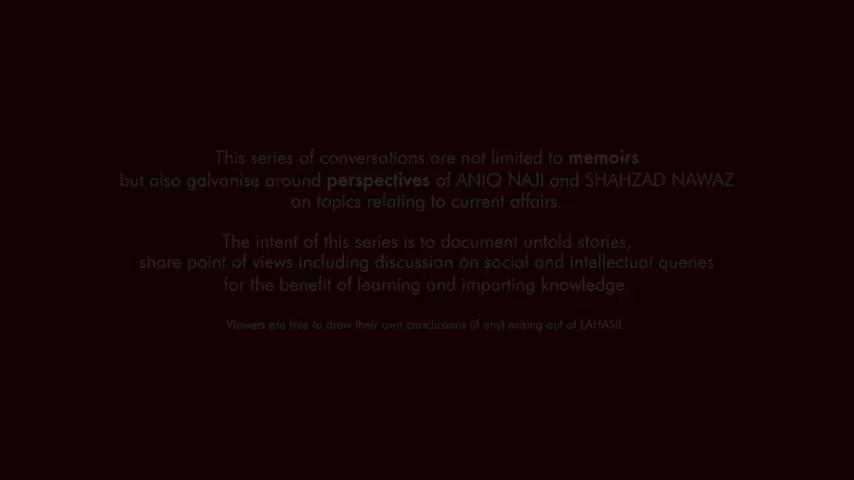 This series of conversations are not limited to memoirs
but also galvanise around perspectives of ANIQ NAJI and SHAHZAD NAWAZ
on topics relating to current affairs.
The intent of this series is to document untold stories,
share point of views including discussion on social and intellectual queries
for the benefit of learning and imparting knowledge.
Viewers are free to draw their own conclusions (if any) arising out at LAHASIL